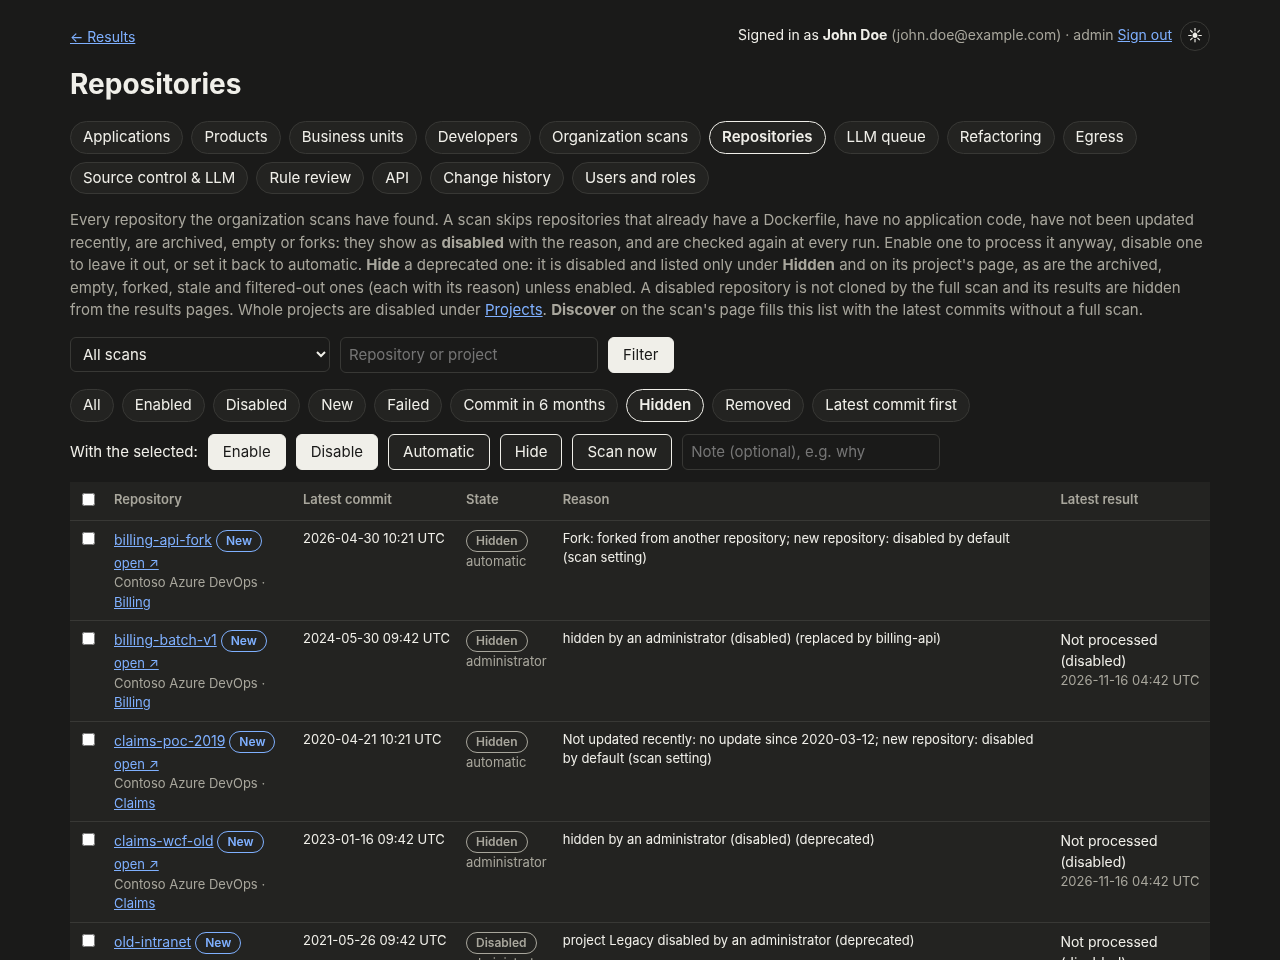 ← Results
Signed in as John Doe (john.doe@example.com) · admin Sign out
Repositories
Applications Products Business units Developers Organization scans Repositories LLM queue Refactoring Egress
Source control & LLM Rule review API Change history Users and roles
Every repository the organization scans have found. A scan skips repositories that already have a Dockerfile, have no application code, have not been updated
recently, are archived, empty or forks: they show as disabled with the reason, and are checked again at every run. Enable one to process it anyway, disable one
to leave it out, or set it back to automatic. Hide a deprecated one: it is disabled and listed only under Hidden and on its project's page, as are the archived,
empty, forked, stale and filtered-out ones (each with its reason) unless enabled. A disabled repository is not cloned by the full scan and its results are hidden
from the results pages. Whole projects are disabled under Projects. Discover on the scan's page fills this list with the latest commits without a full scan.
All scans Repository or project Filter
All Enabled Disabled New Failed Commit in 6 months Hidden Removed Latest commit first
With the selected: Enable Disable Automatic Hide Scan now Note (optional), e.g. why
Repository Latest commit State Reason Latest result
billing-api-fork New 2026-04-30 10:21 UTC Hidden Fork: forked from another repository; new repository: disabled by default
open ↗ automatic (scan setting)
Contoso Azure DevOps ·
Billing
billing-batch-v1 New 2024-05-30 09:42 UTC Hidden hidden by an administrator (disabled) (replaced by billing-api) Not processed
open ↗ administrator (disabled)
Contoso Azure DevOps · 2026-11-16 04:42 UTC
Billing
claims-poc-2019 New 2020-04-21 10:21 UTC Hidden Not updated recently: no update since 2020-03-12; new repository: disabled
open ↗ automatic by default (scan setting)
Contoso Azure DevOps ·
Claims
claims-wcf-old New 2023-01-16 09:42 UTC Hidden hidden by an administrator (disabled) (deprecated) Not processed
open ↗ administrator (disabled)
Contoso Azure DevOps · 2026-11-16 04:42 UTC
Claims
old-intranet New 2021-05-26 09:42 UTC Disabled project Legacy disabled by an administrator (deprecated) Not processed